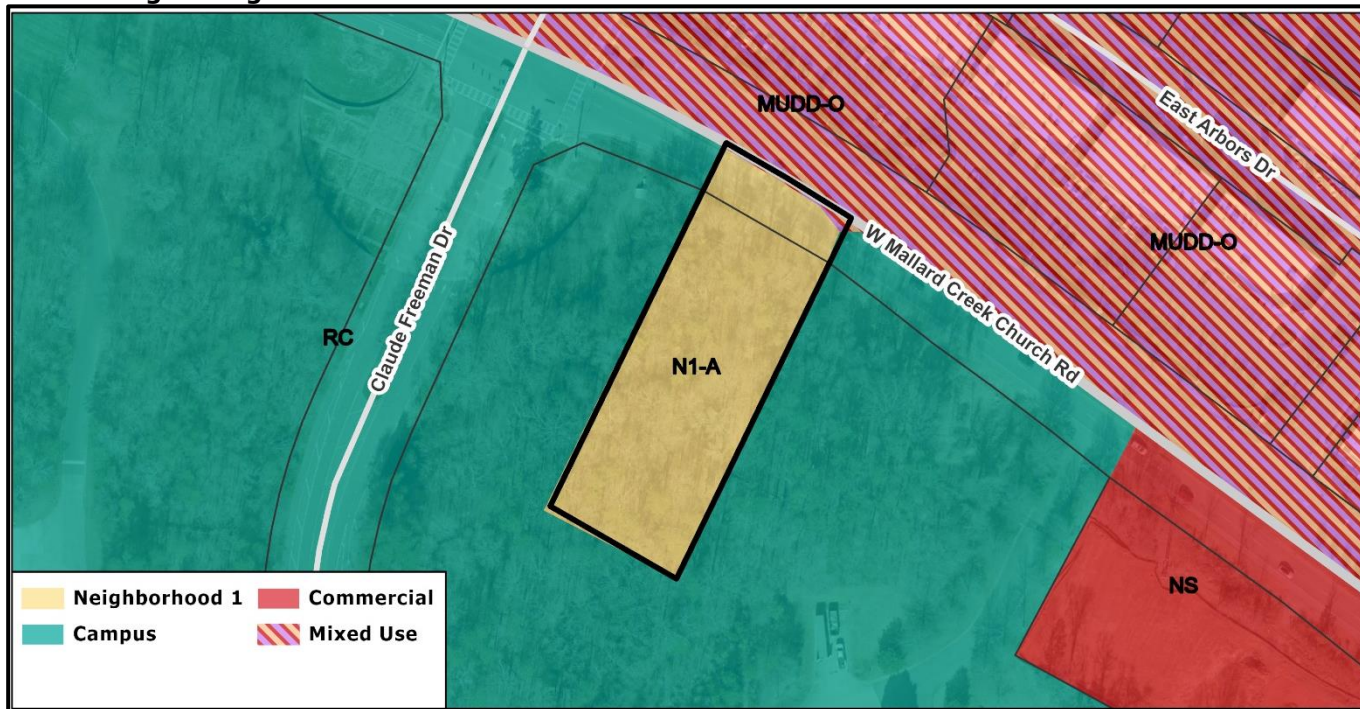 MUDD-O
East Arbors Dr
MUDD-O
W Mallard Creek Church Rd
Claude Freeman Dr
RC
N1-A
NS
Neighborhood 1
Commercial
Campus
Mixed Use